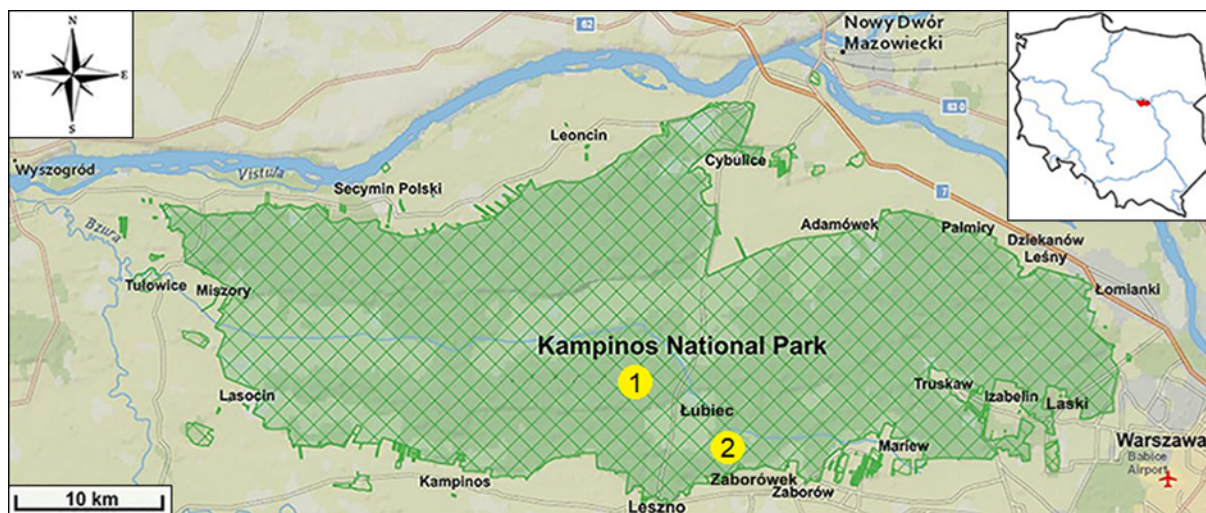 N
W
E
S
62
Nowy Dwór
Mazowiecki
630
Leoncin
Cybulice
Wyszogród
Vistula
Secymin Polski
7
Bzura
Adamówek
Palmiry
Dziekanów
Leśny
Tułowice
Miszory
Łomianki
Kampinos National Park
1
Truskaw
Izabelin
Laski
Lasocin
Łubiec
2
Mariew
Warszawa
Babice
Airport
Kampinos
Zaborówek
Zaborów
Leszno
10 km